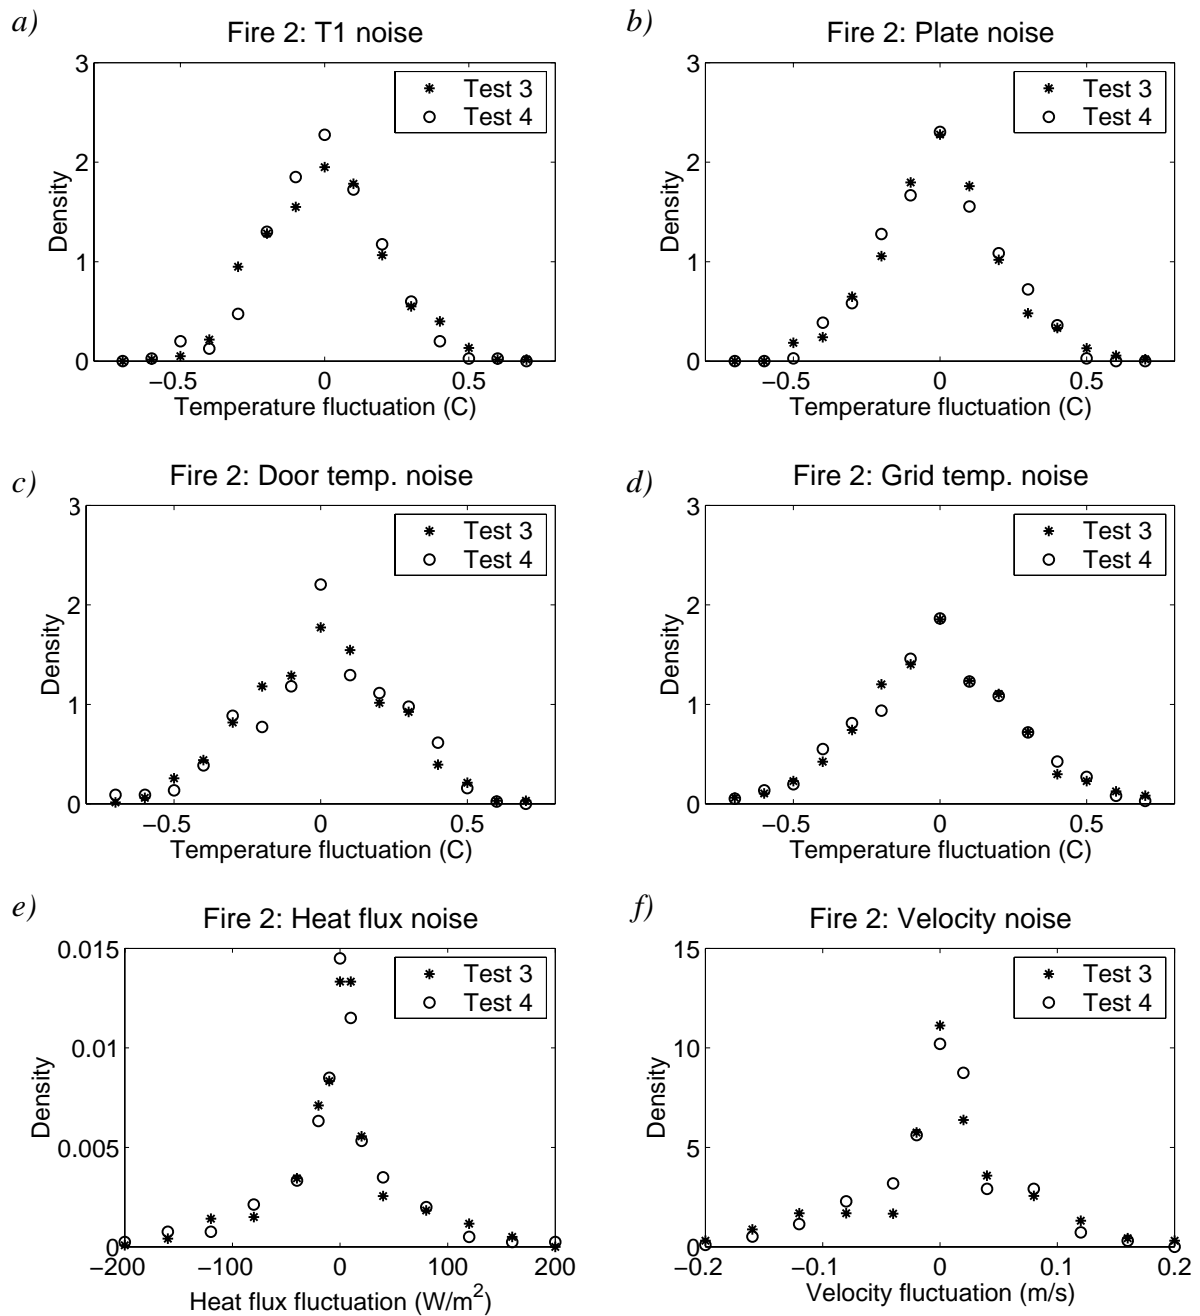 a)
Fire 2: T1 noise
3
2
1
0
Density
Test 3
Test 4
−0.5
0
0.5
Temperature fluctuation (C)
b)
Fire 2: Plate noise
3
2
1
0
Density
Test 3
Test 4
−0.5
0
0.5
Temperature fluctuation (C)
c)
Fire 2: Door temp. noise
3
2
1
0
Density
Test 3
Test 4
−0.5
0
0.5
Temperature fluctuation (C)
d)
Fire 2: Grid temp. noise
3
2
1
0
Density
Test 3
Test 4
−0.5
0
0.5
Temperature fluctuation (C)
e)
Fire 2: Heat flux noise
0.015
0.01
0.005
0
Density
Test 3
Test 4
−200
−100
0
100
200
Heat flux fluctuation (W/m²)
f)
Fire 2: Velocity noise
15
10
5
0
Density
Test 3
Test 4
−0.2
−0.1
0
0.1
0.2
Velocity fluctuation (m/s)